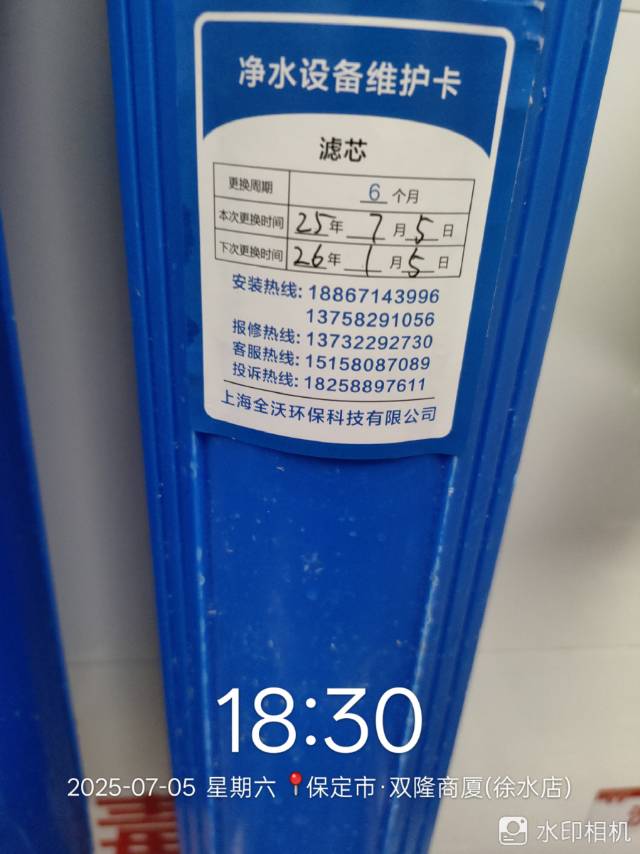 净水设备维护卡
滤芯
更换周期 6 个月
本次更换时间 25年 7月 5日
下次更换时间 26年 1月 5日
安装热线: 18867143996
13758291056
报修热线: 13732292730
客服热线: 15158087089
投诉热线: 18258897611
上海全沃环保科技有限公司
18:30
2025-07-05 星期六 保定市·双隆商厦(徐水店)
水印相机